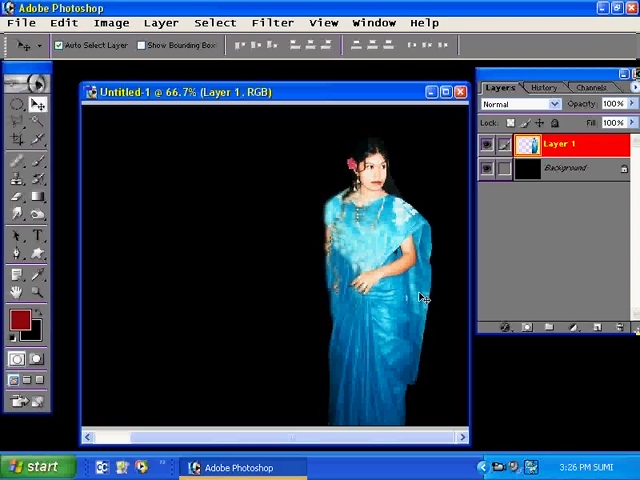 Adobe Photoshop
File Edit Image Layer Select Filter View Window Help
Auto Select Layer Show Bounding Box
Untitled-1 @ 66.7% (Layer 1, RGB)
Layers History Channels
Normal Opacity: 100%
Lock: Fill: 100%
Layer 1
Background
start Adobe Photoshop 3:26 PM SUMI